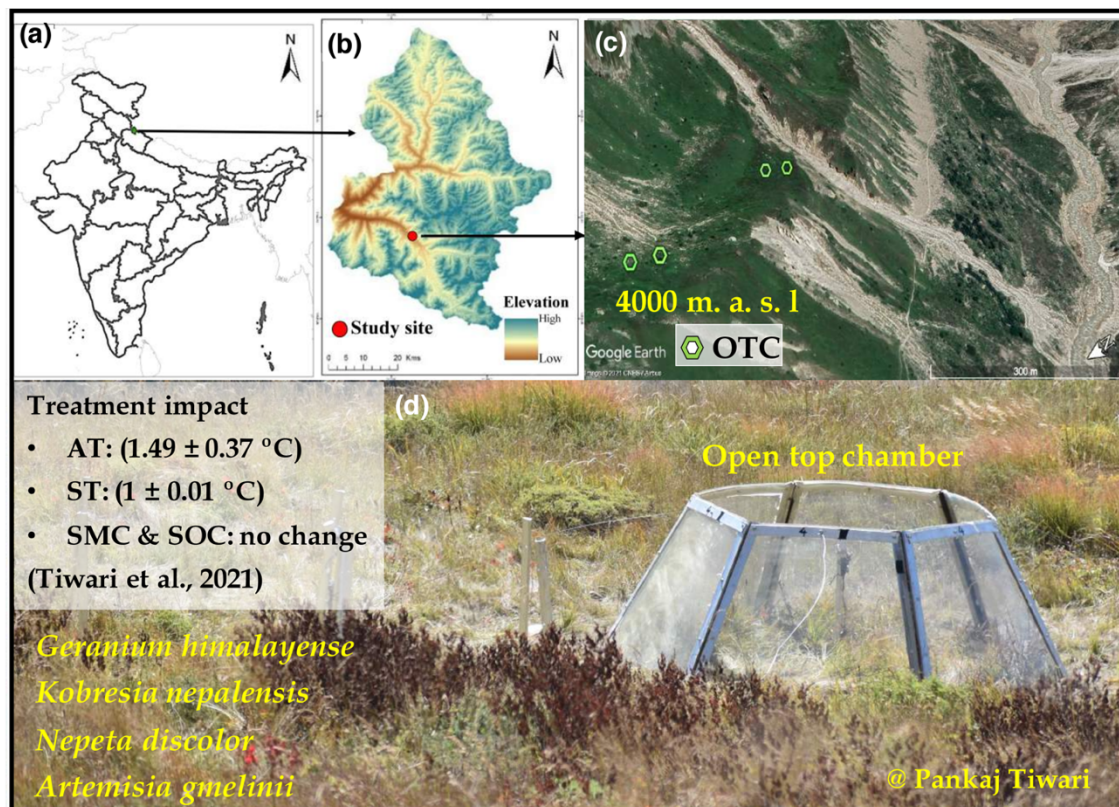 (a)
N
(b)
N
Elevation
High
Low
Study site
0 5 10 20 Kms
(c)
4000 m. a. s. l
OTC
Google Earth
300 m
Treatment impact
• AT: (1.49 ± 0.37 ºC)
• ST: (1 ± 0.01 ºC)
• SMC & SOC: no change
(Tiwari et al., 2021)
(d)
Open top chamber
Geranium himalayense
Kobresia nepalensis
Nepeta discolor
Artemisia gmelinii
@ Pankaj Tiwari